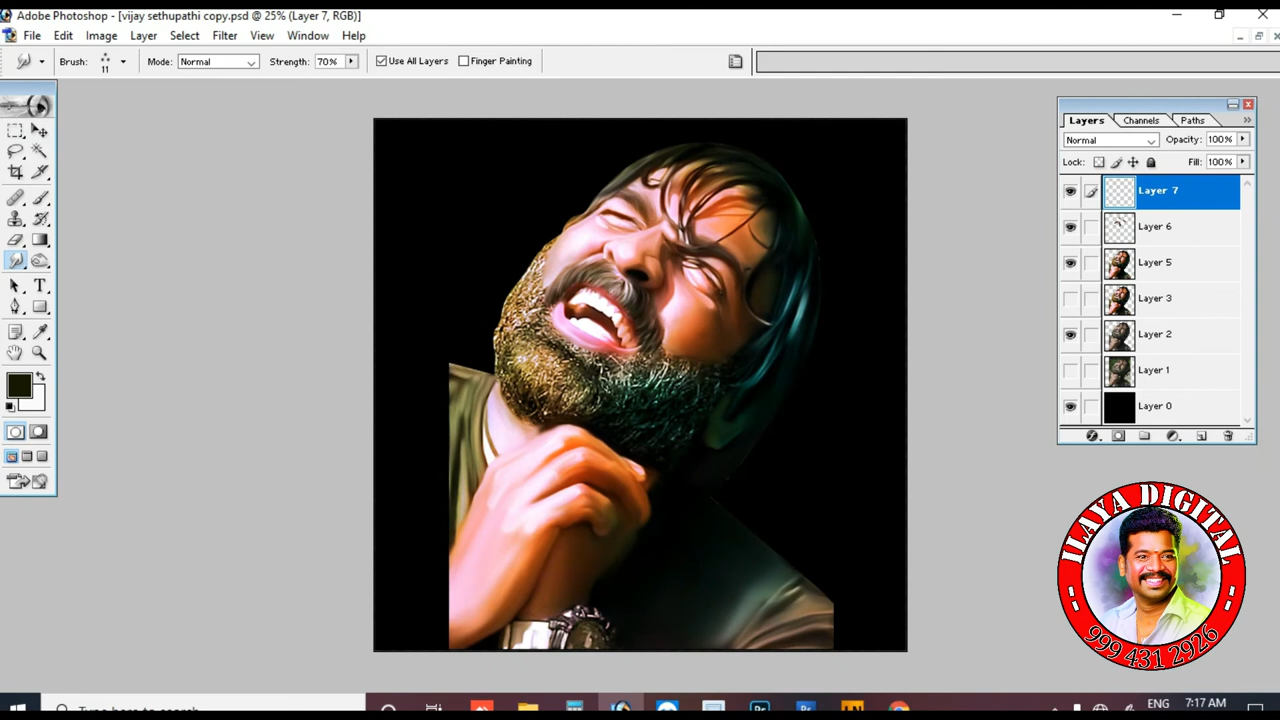 Adobe Photoshop - [vijay sethupathi copy.psd @ 25% (Layer 7, RGB)]
File Edit Image Layer Select Filter View Window Help
Brush: 11 Mode: Normal Strength: 70% Use All Layers Finger Painting
Layers Channels Paths
Normal Opacity: 100%
Lock: Fill: 100%
Layer 7
Layer 6
Layer 5
Layer 3
Layer 2
Layer 1
Layer 0
ILAYA DIGITAL
999 431 2926
Type here to search
ENG 7:17 AM